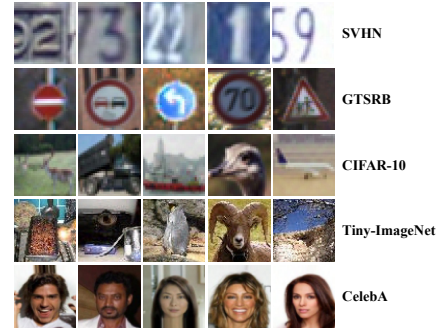 92 73 22 1 59 SVHN
70 GTSRB
CIFAR-10
Tiny-ImageNet
CelebA